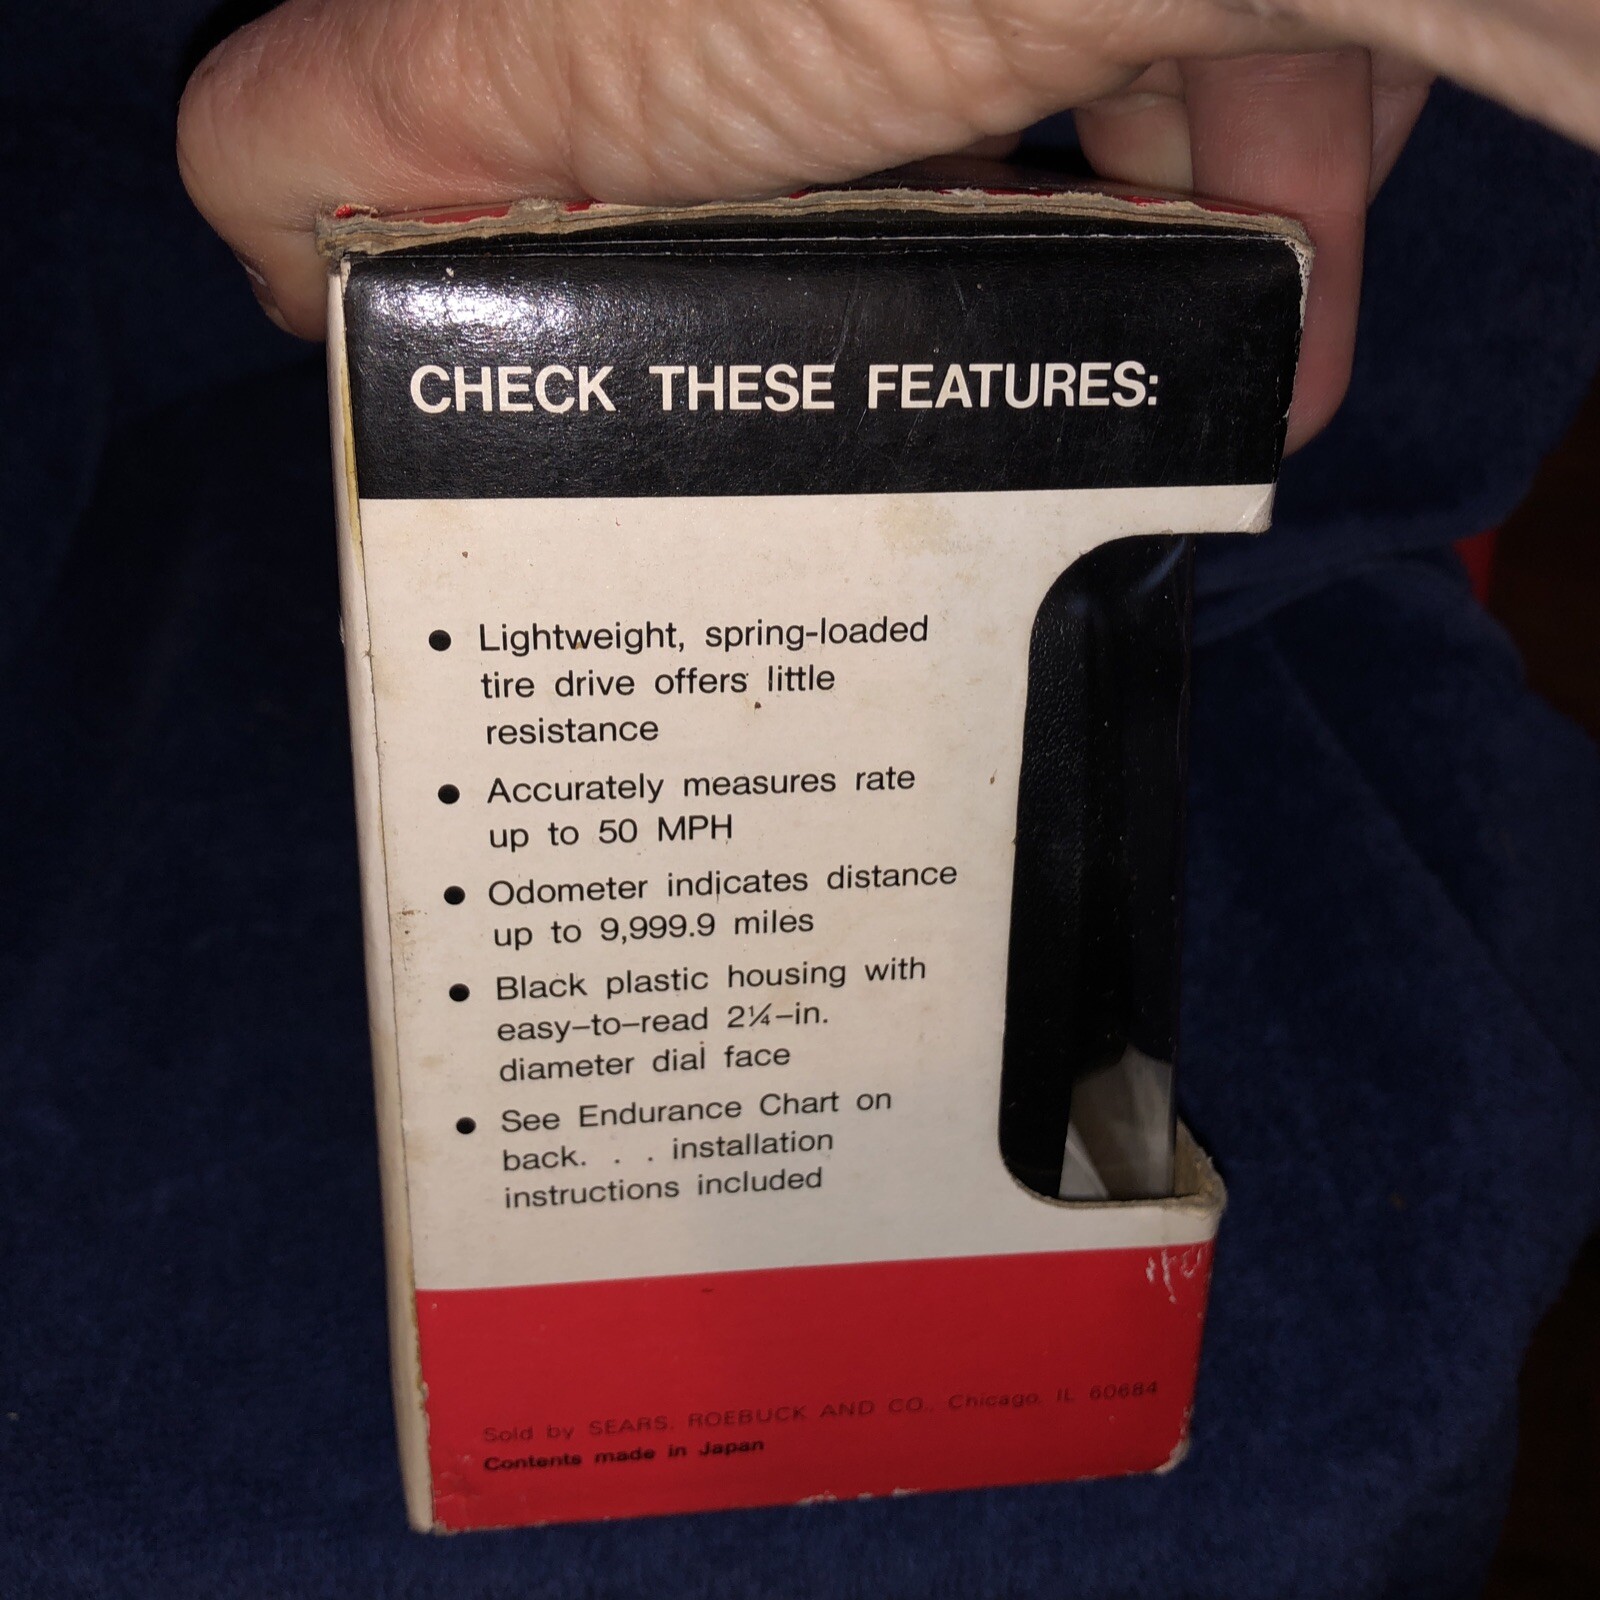 CHECK THESE FEATURES:
● Lightweight, spring-loaded
tire drive offers little
resistance
● Accurately measures rate
up to 50 MPH
● Odometer indicates distance
up to 9,999.9 miles
● Black plastic housing with
easy-to-read 2¼-in.
diameter dial face
● See Endurance Chart on
back. . . installation
instructions included
Sold by SEARS, ROEBUCK AND CO., Chicago, IL 60684
Contents made in Japan